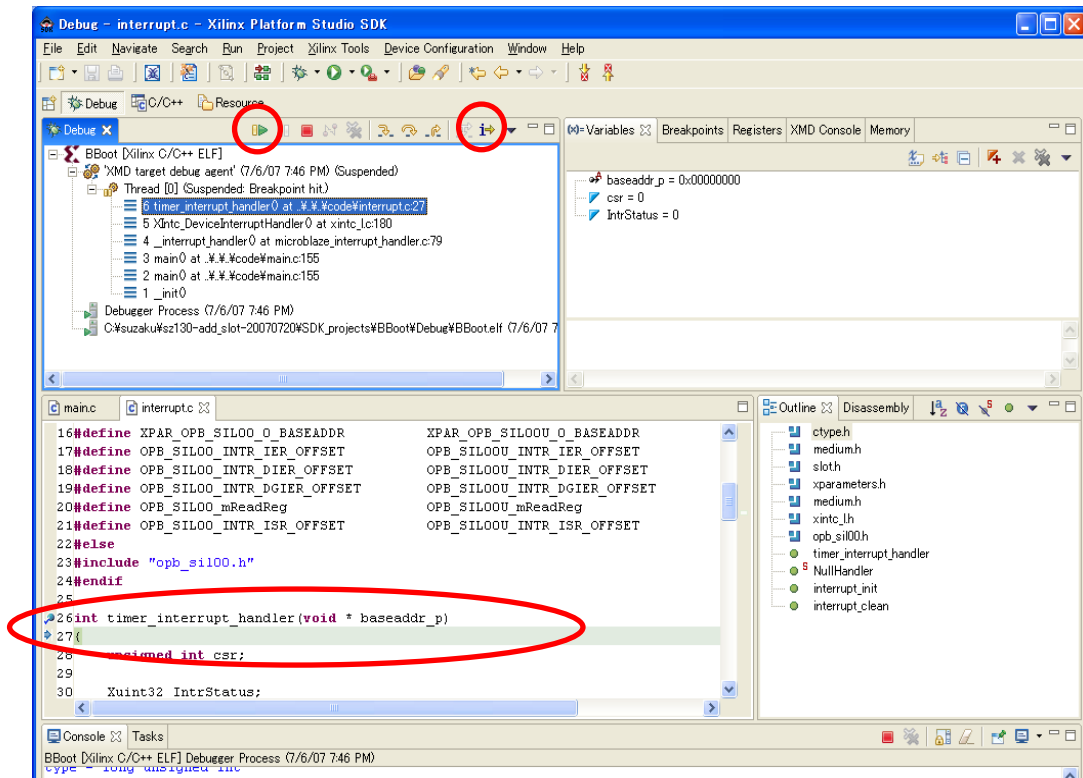 Debug - interrupt.c - Xilinx Platform Studio SDK
File Edit Navigate Search Run Project Xilinx Tools Device Configuration Window Help
Debug C/C++ Resource
Debug
BBoot [Xilinx C/C++ ELF]
'XMD target debug agent' (7/6/07 7:46 PM) (Suspended)
Thread [0] (Suspended: Breakpoint hit.)
6 timer_interrupt_handler() at ..¥..¥..¥code¥interrupt.c:27
5 XIntc_DeviceInterruptHandler() at xintc_l.c:180
4 _interrupt_handler() at microblaze_interrupt_handler.c:79
3 main() at ..¥..¥..¥code¥main.c:155
2 main() at ..¥..¥..¥code¥main.c:155
1 _init()
Debugger Process (7/6/07 7:46 PM)
C:¥suzaku¥sz130-add_slot-20070720¥SDK_projects¥BBoot¥Debug¥BBoot.elf (7/6/07 7
(x)= Variables Breakpoints Registers XMD Console Memory
baseaddr_p = 0x00000000
csr = 0
IntrStatus = 0
main.c interrupt.c
16#define XPAR_OPB_SIL00_0_BASEADDR XPAR_OPB_SIL00U_0_BASEADDR
17#define OPB_SIL00_INTR_IER_OFFSET OPB_SIL00U_INTR_IER_OFFSET
18#define OPB_SIL00_INTR_DIER_OFFSET OPB_SIL00U_INTR_DIER_OFFSET
19#define OPB_SIL00_INTR_DGIER_OFFSET OPB_SIL00U_INTR_DGIER_OFFSET
20#define OPB_SIL00_mReadReg OPB_SIL00U_mReadReg
21#define OPB_SIL00_INTR_ISR_OFFSET OPB_SIL00U_INTR_ISR_OFFSET
22#else
23#include "opb_sil00.h"
24#endif
25
26int timer_interrupt_handler(void * baseaddr_p)
27{
28 unsigned int csr;
29
30 Xuint32 IntrStatus;
Outline Disassembly
ctype.h
medium.h
slot.h
xparameters.h
medium.h
xintc_l.h
opb_sil00.h
timer_interrupt_handler
NullHandler
interrupt_init
interrupt_clean
Console Tasks
BBoot [Xilinx C/C++ ELF] Debugger Process (7/6/07 7:46 PM)
type = long unsigned int